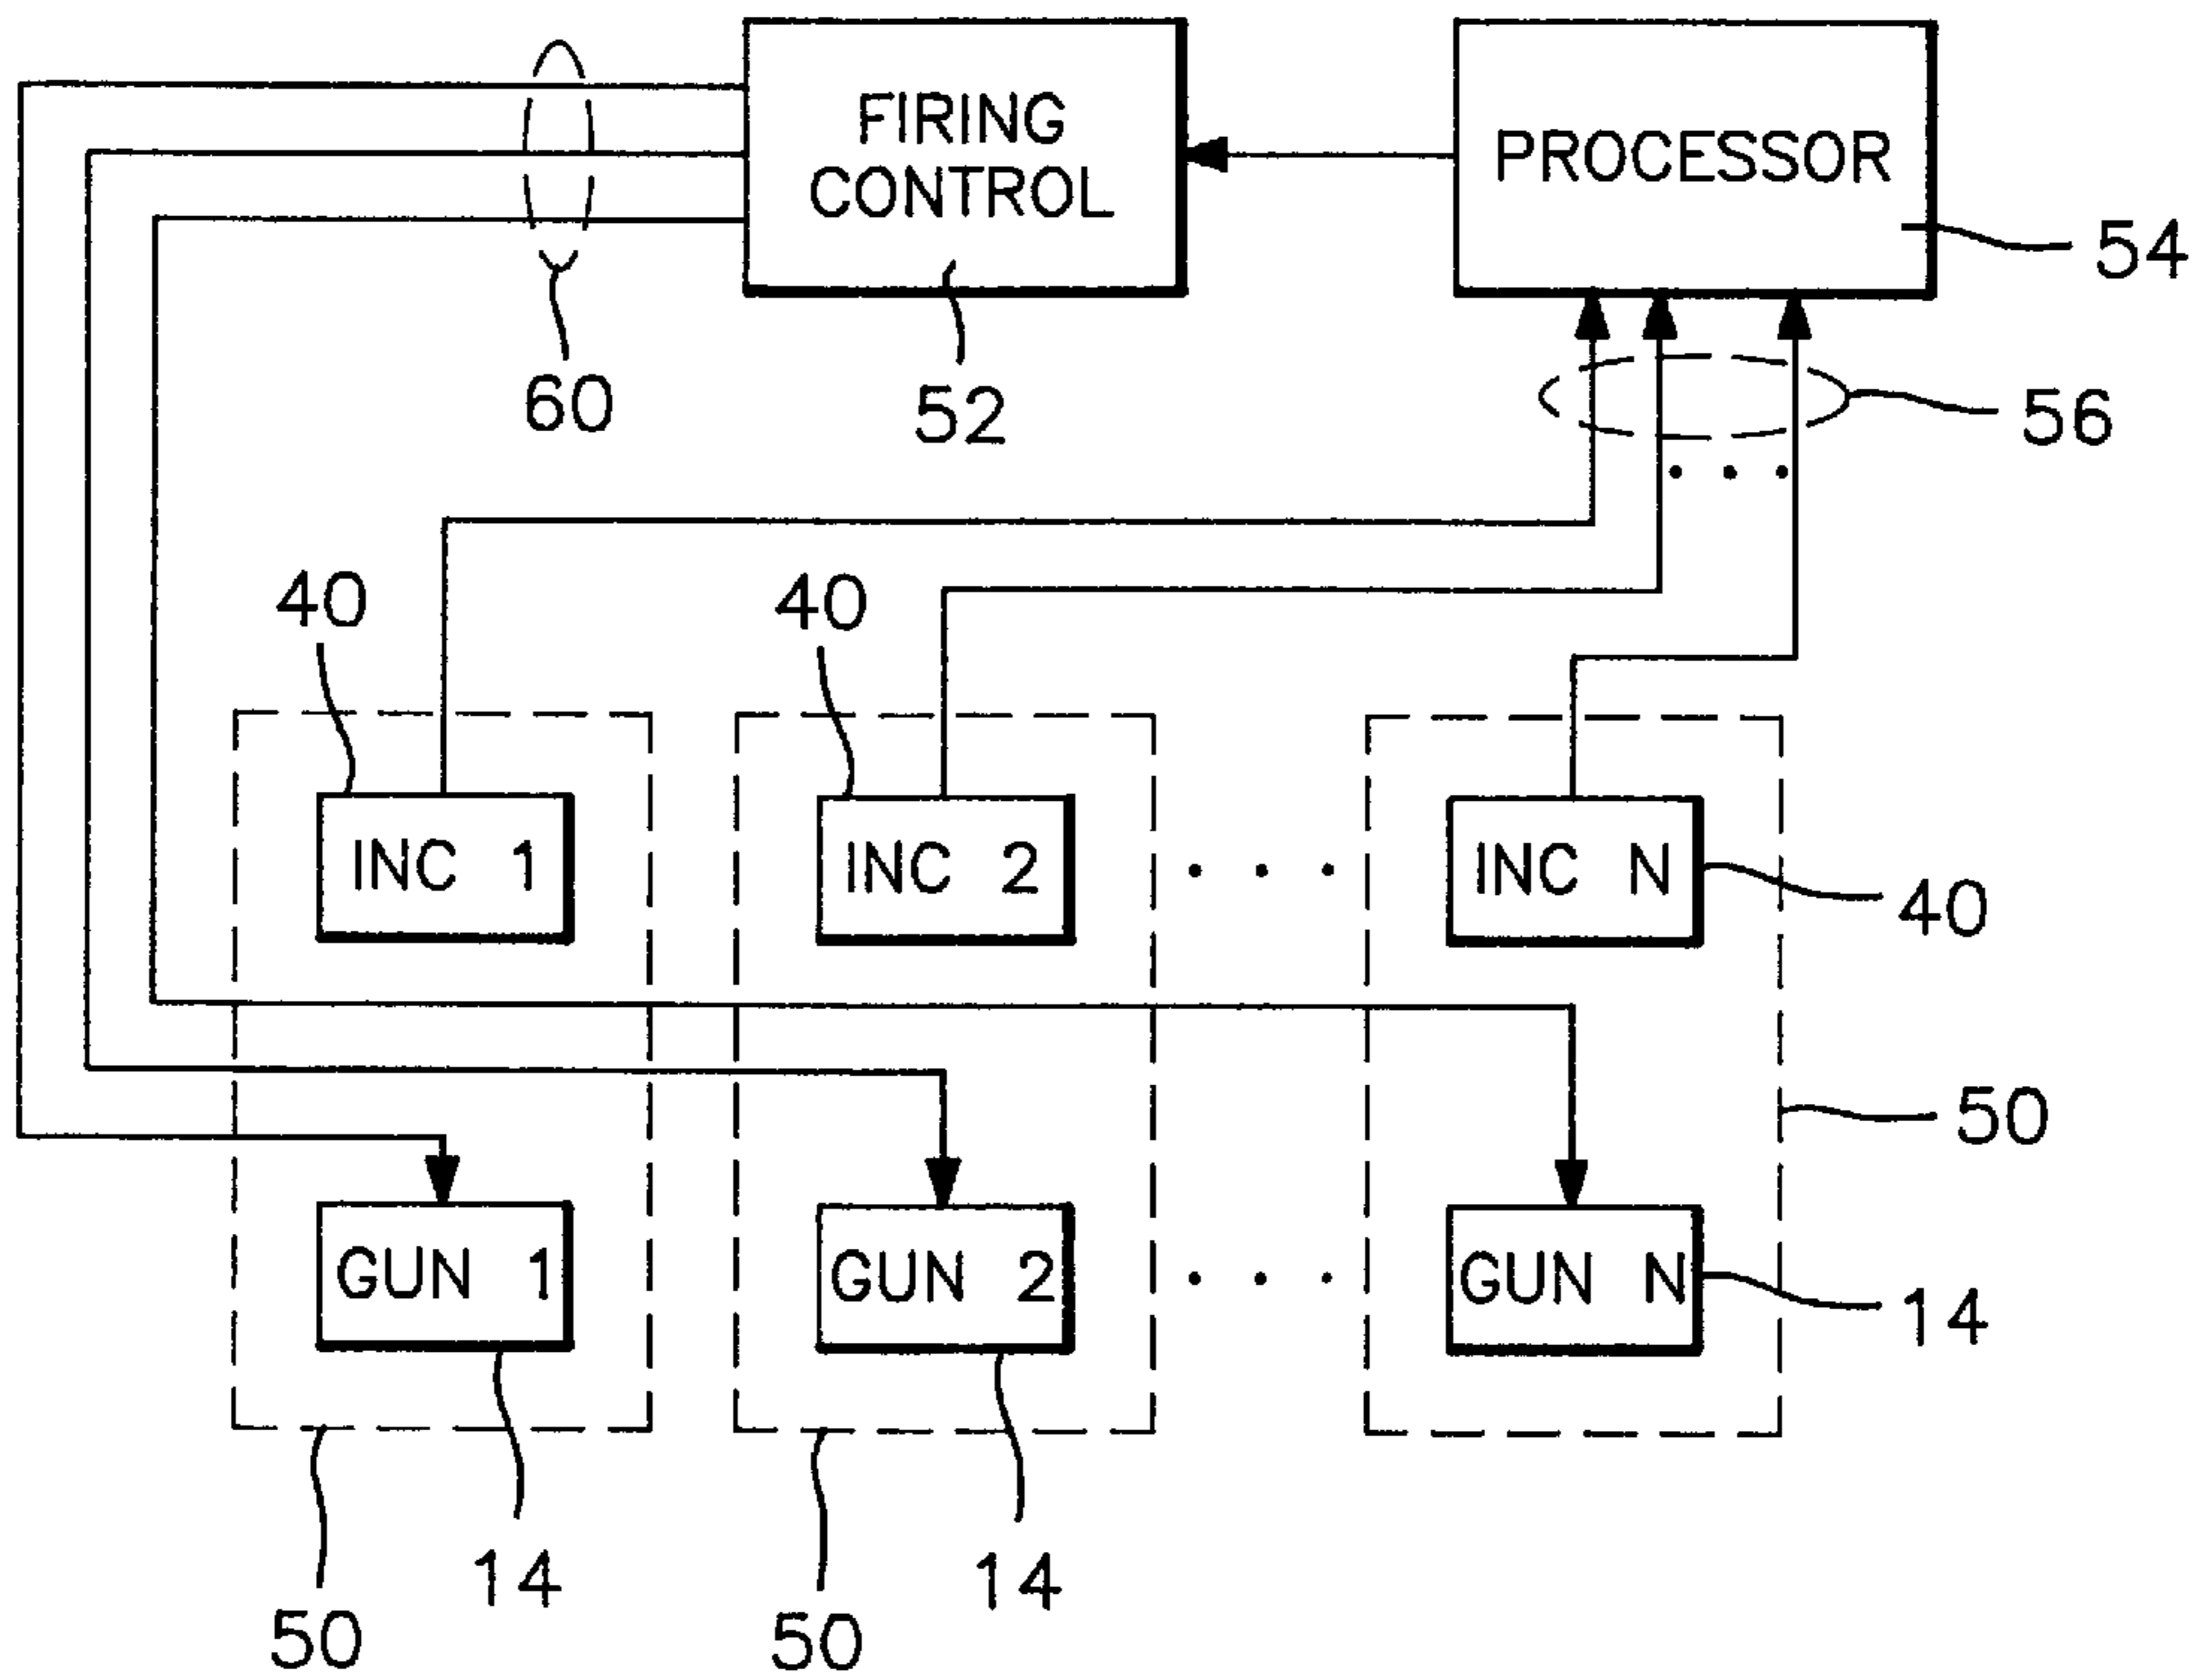 FIRING
CONTROL
PROCESSOR
54
60
52
56
40
40
INC 1
INC 2
INC N
40
50
GUN 1
GUN 2
GUN N
14
14
14
50
50